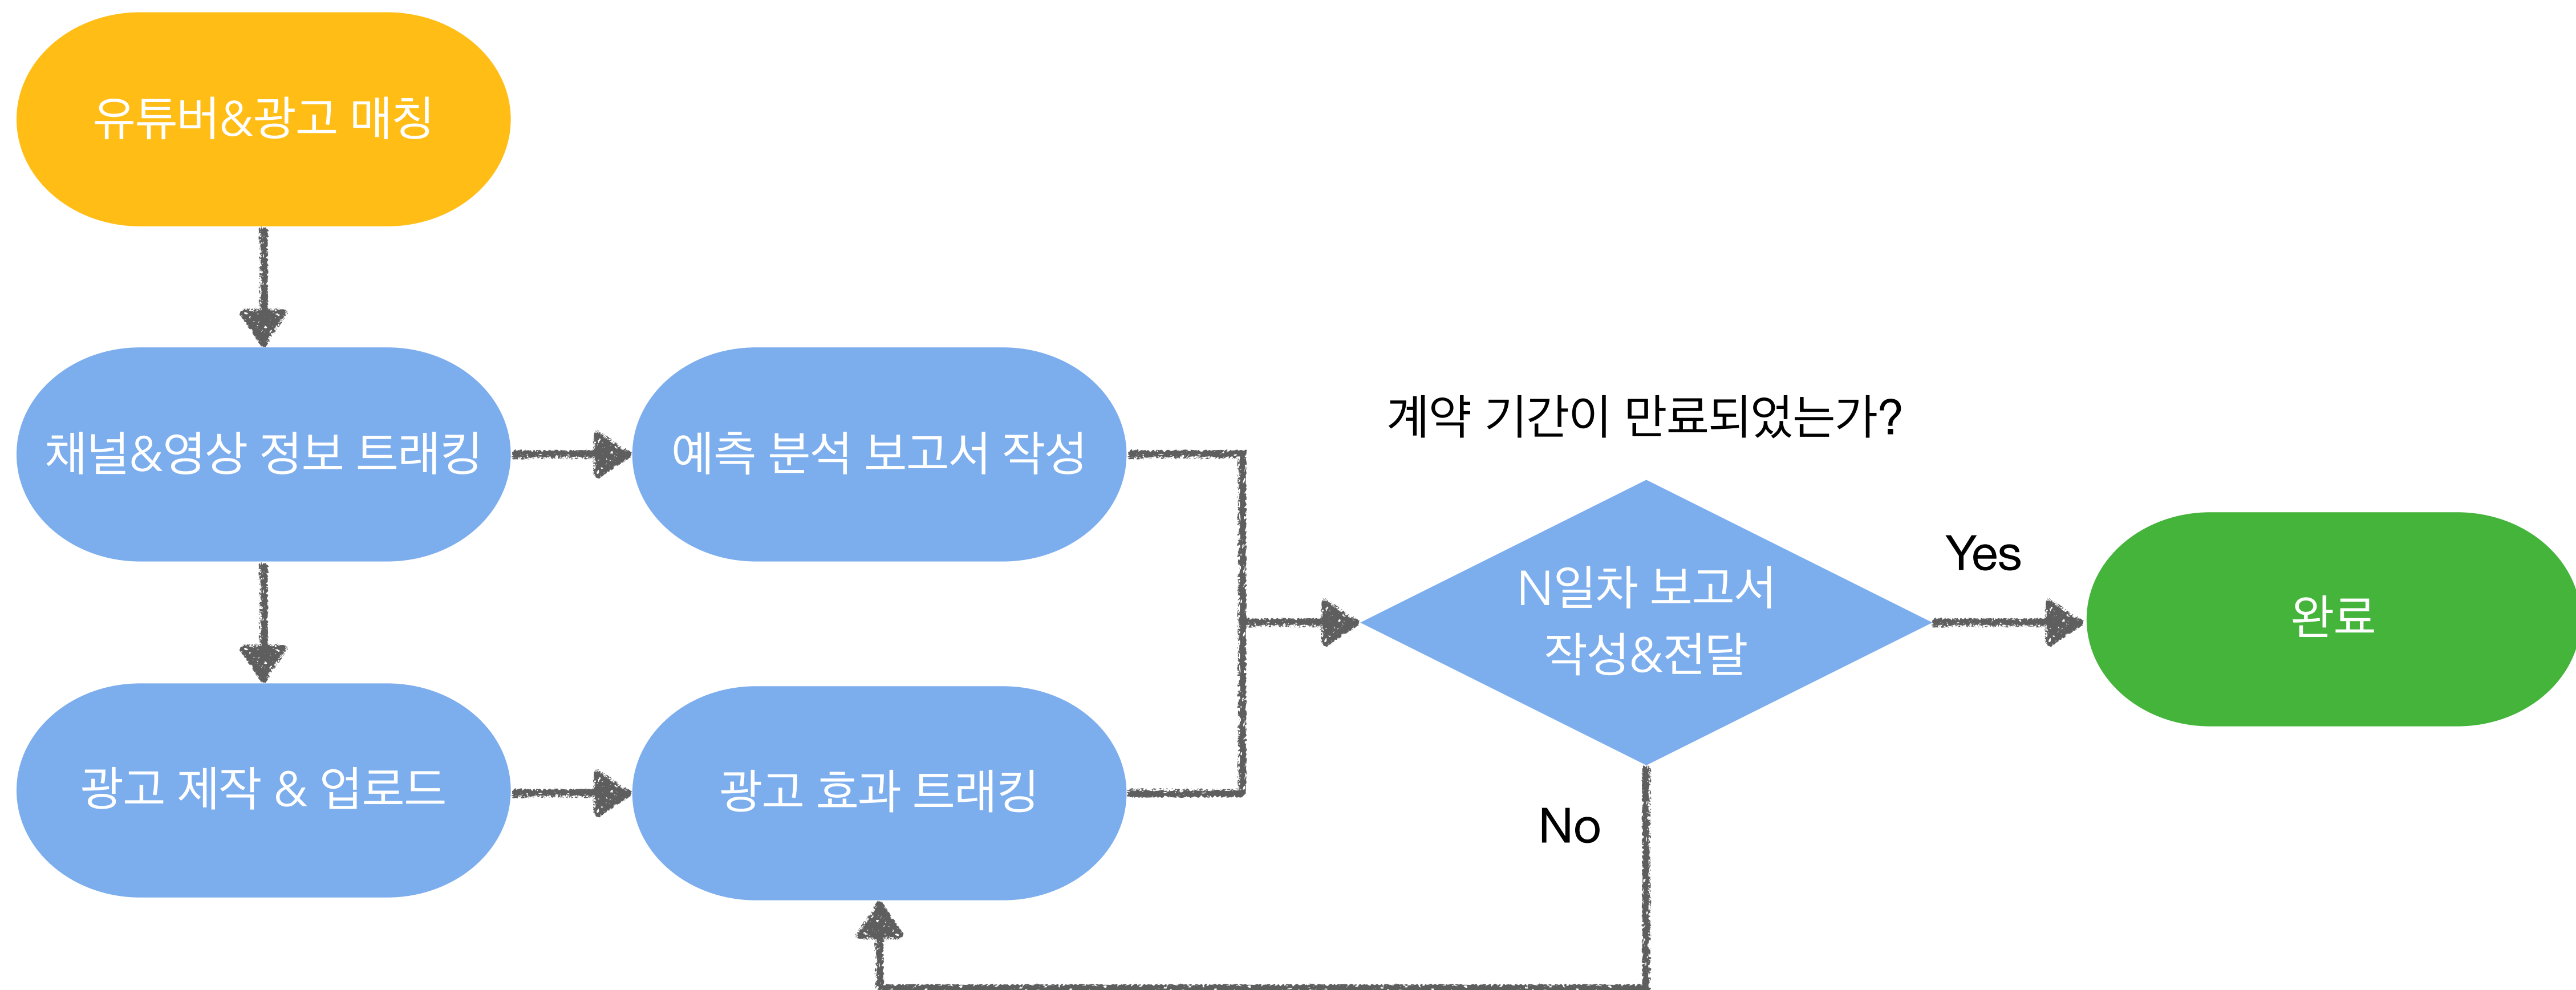 유튜버&광고 매칭
채널&영상 정보 트래킹
예측 분석 보고서 작성
계약 기간이 만료되었는가?
N일차 보고서
작성&전달
Yes
완료
광고 제작 & 업로드
광고 효과 트래킹
No